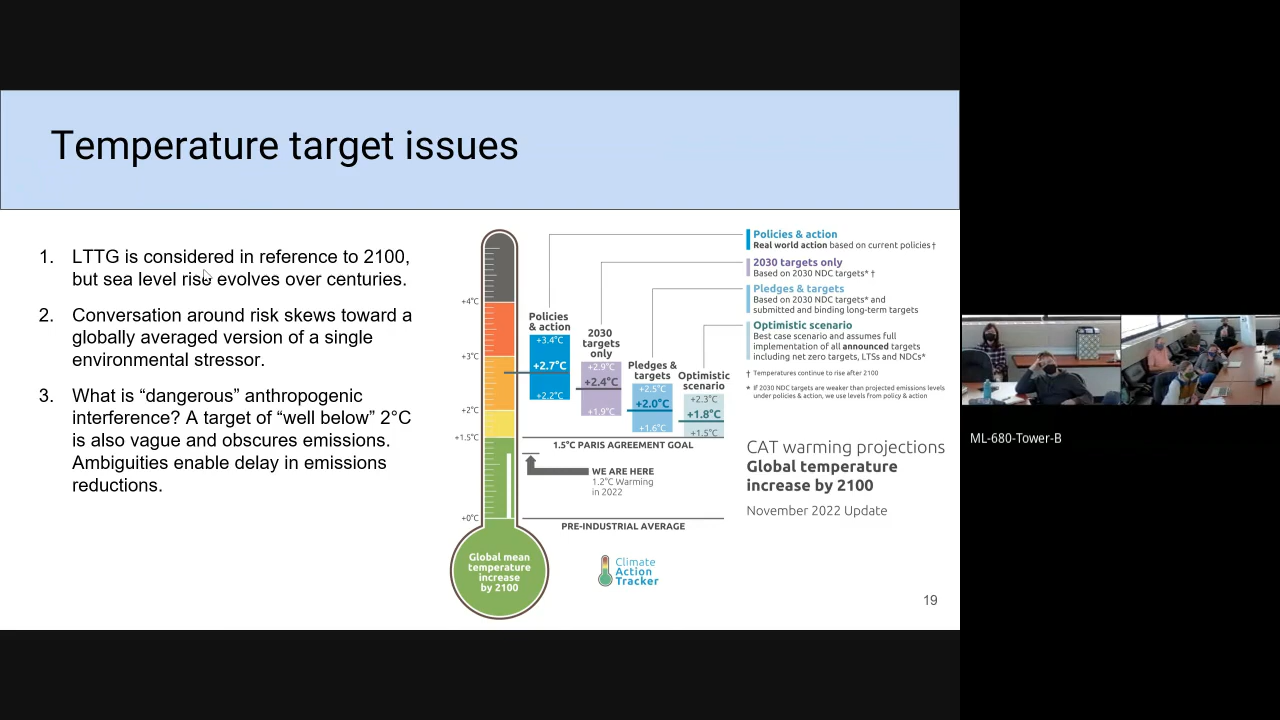 Temperature target issues
1. LTTG is considered in reference to 2100,
but sea level rise evolves over centuries.
2. Conversation around risk skews toward a
globally averaged version of a single
environmental stressor.
3. What is “dangerous” anthropogenic
interference? A target of “well below” 2°C
is also vague and obscures emissions.
Ambiguities enable delay in emissions
reductions.
+4°C
+3°C
+2°C
+1.5°C
+0°C
Global mean
temperature
increase
by 2100
Policies
& action
+3.4°C
+2.7°C
+2.2°C
2030
targets
only
+2.9°C
+2.4°C
+1.9°C
Pledges &
targets
+2.5°C
+2.0°C
+1.6°C
Optimistic
scenario
+2.3°C
+1.8°C
+1.5°C
1.5°C PARIS AGREEMENT GOAL
WE ARE HERE
1.2°C Warming
in 2022
PRE-INDUSTRIAL AVERAGE
Climate
Action
Tracker
Policies & action
Real world action based on current policies†
2030 targets only
Based on 2030 NDC targets* †
Pledges & targets
Based on 2030 NDC targets* and
submitted and binding long-term targets
Optimistic scenario
Best case scenario and assumes full
implementation of all announced targets
including net zero targets, LTSs and NDCs*
† Temperatures continue to rise after 2100
* If 2030 NDC targets are weaker than projected emissions levels
under policies & action, we use levels from policy & action
CAT warming projections
Global temperature
increase by 2100
November 2022 Update
19
ML-680-Tower-B